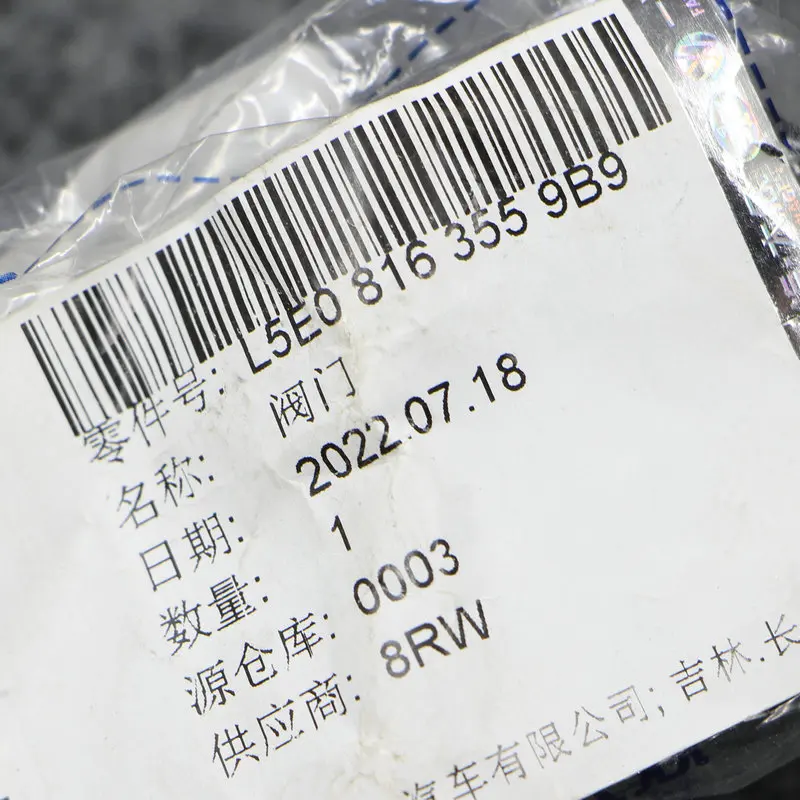 零件号: L5E0 816 355 9B9
名称: 阀门
日期: 2022.07.18
数量: 1
源仓库: 0003
供应商: 8RW
汽车有限公司; 吉林.长